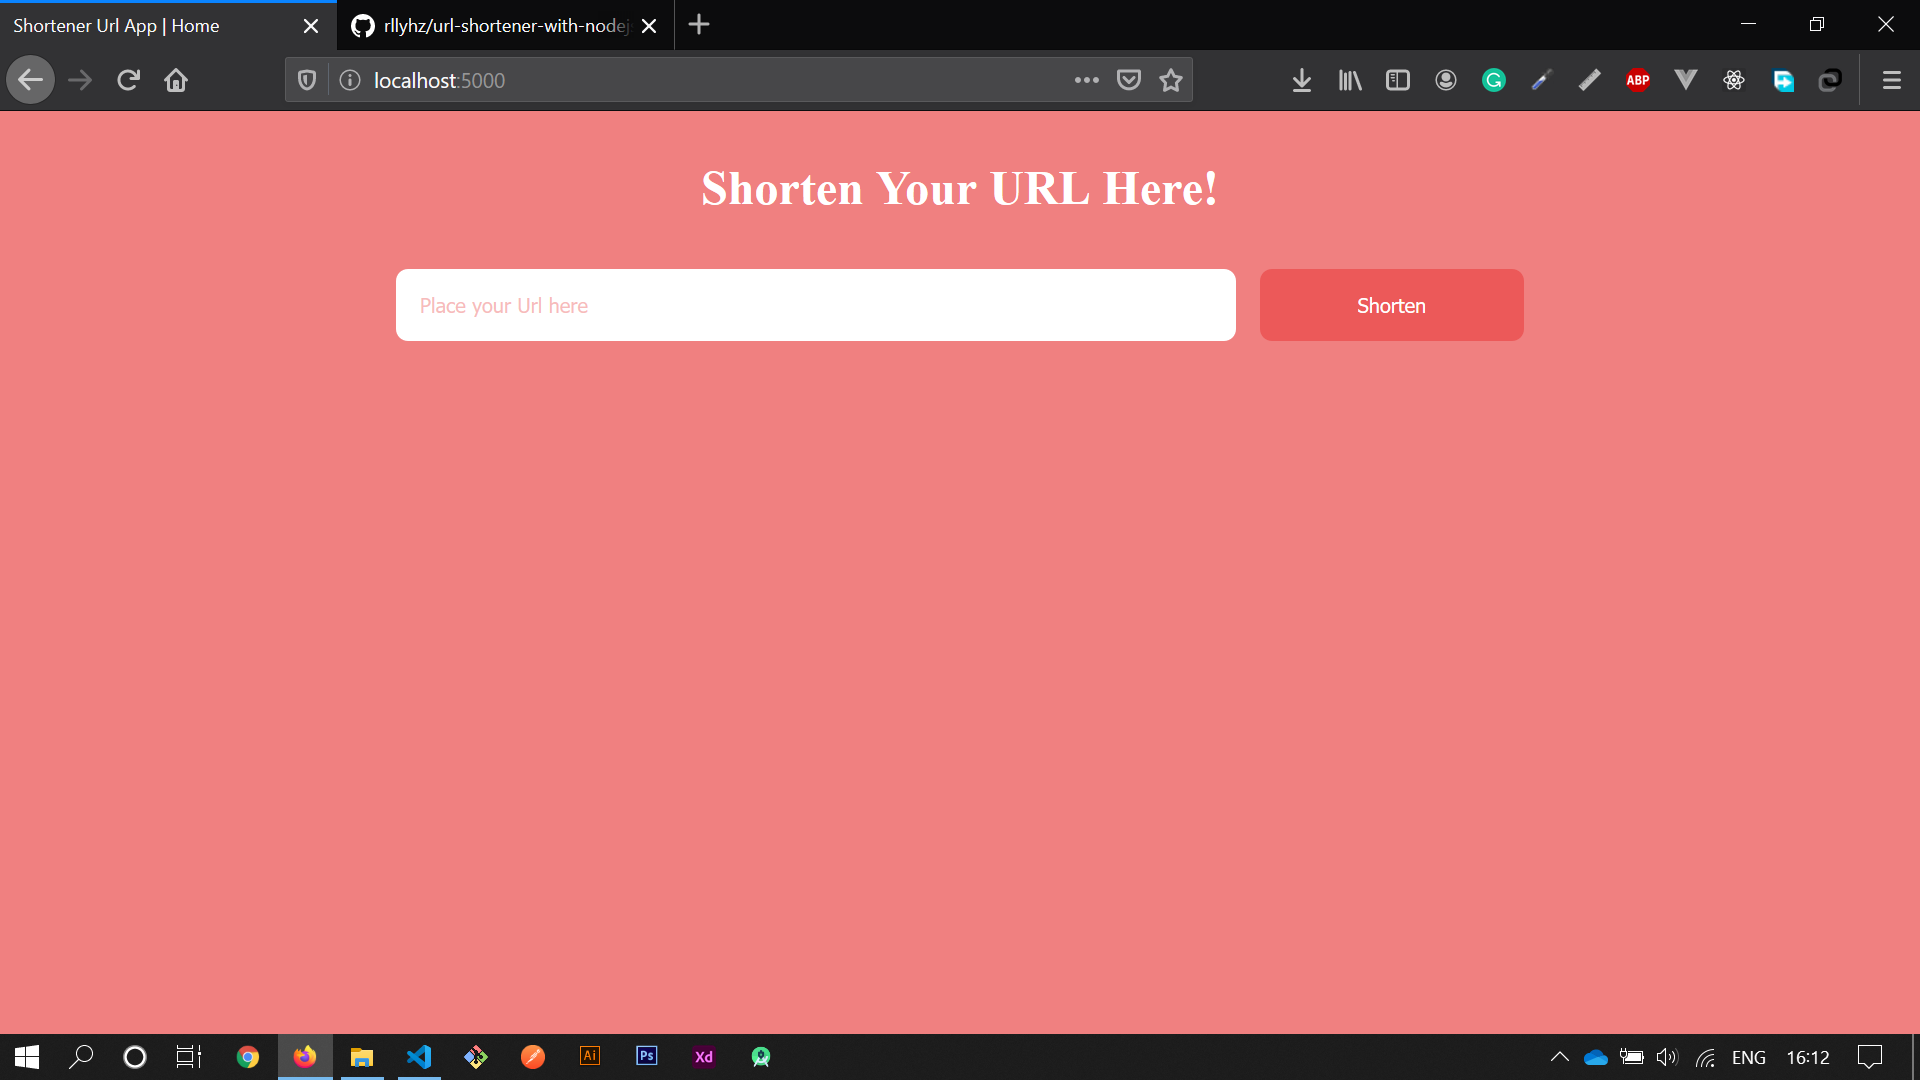 Shortener Url App | Home
rllyhz/url-shortener-with-nodej
localhost:5000
ABP
Shorten Your URL Here!
Place your Url here
Shorten
Ai
Ps
Xd
ENG
16:12